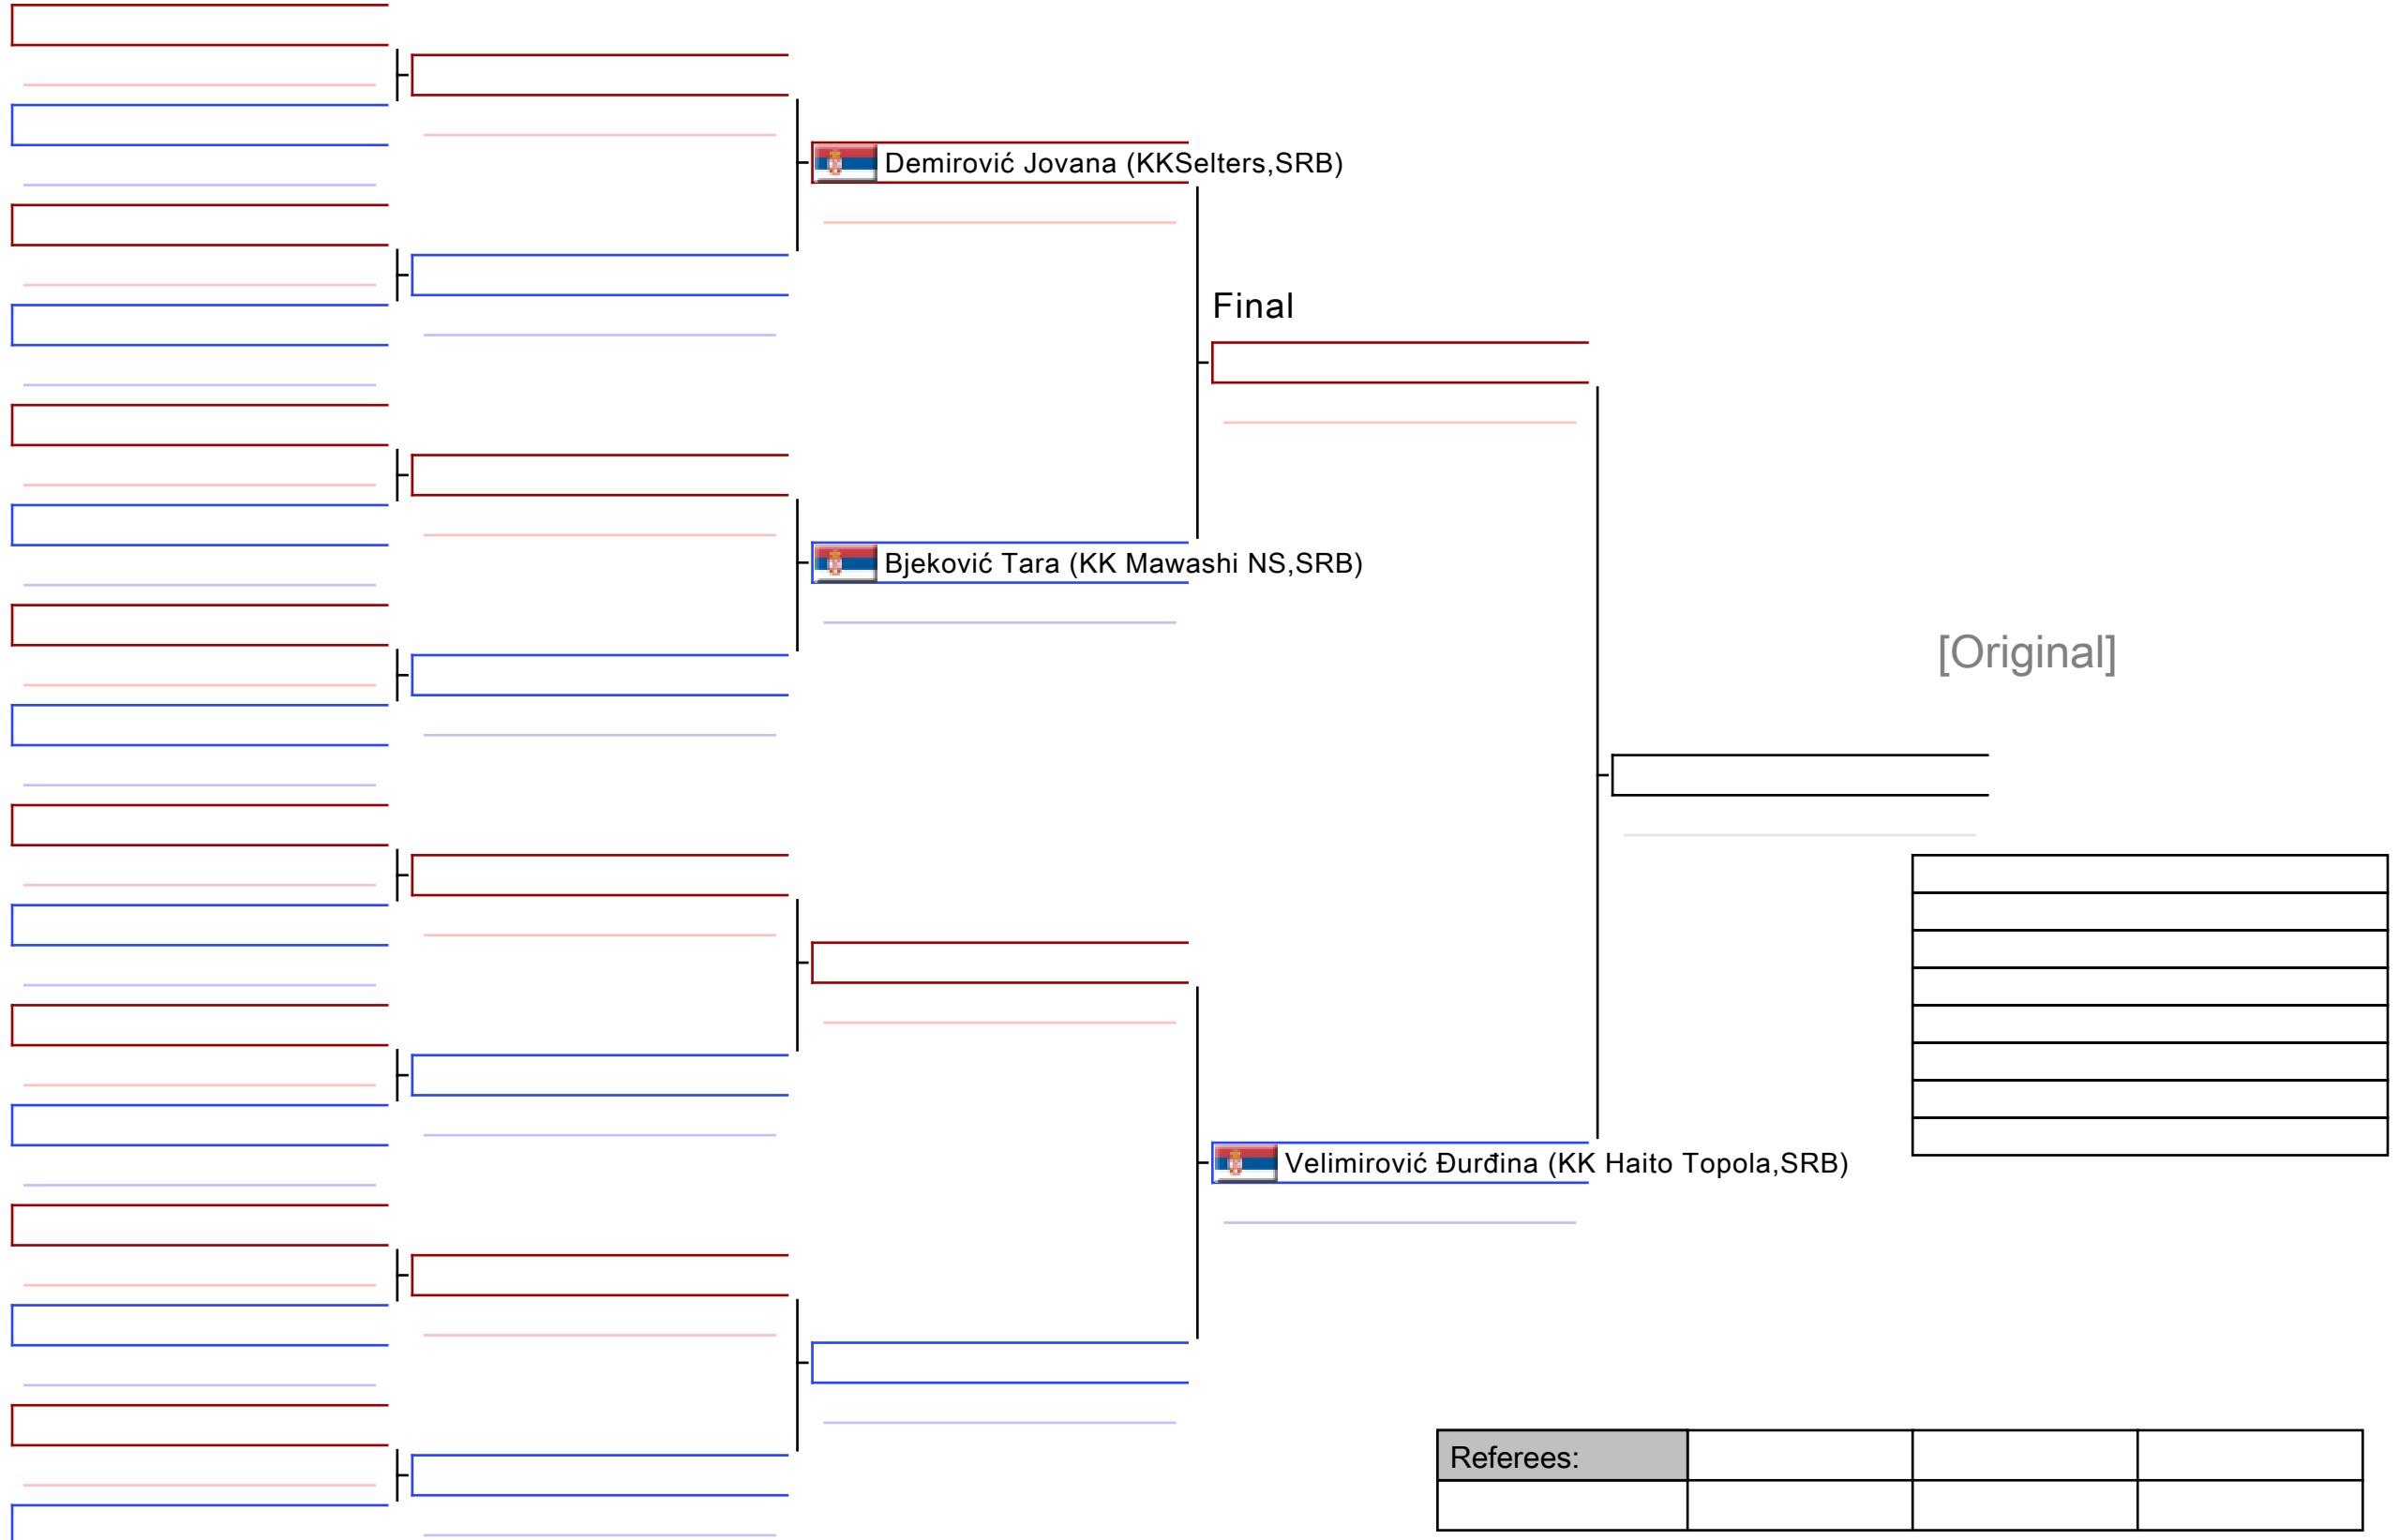 Demirović Jovana (KKSelters,SRB)
Final
Bjeković Tara (KK Mawashi NS,SRB)
[Original]
Velimirović Đurđina (KK Haito Topola,SRB)
Referees: